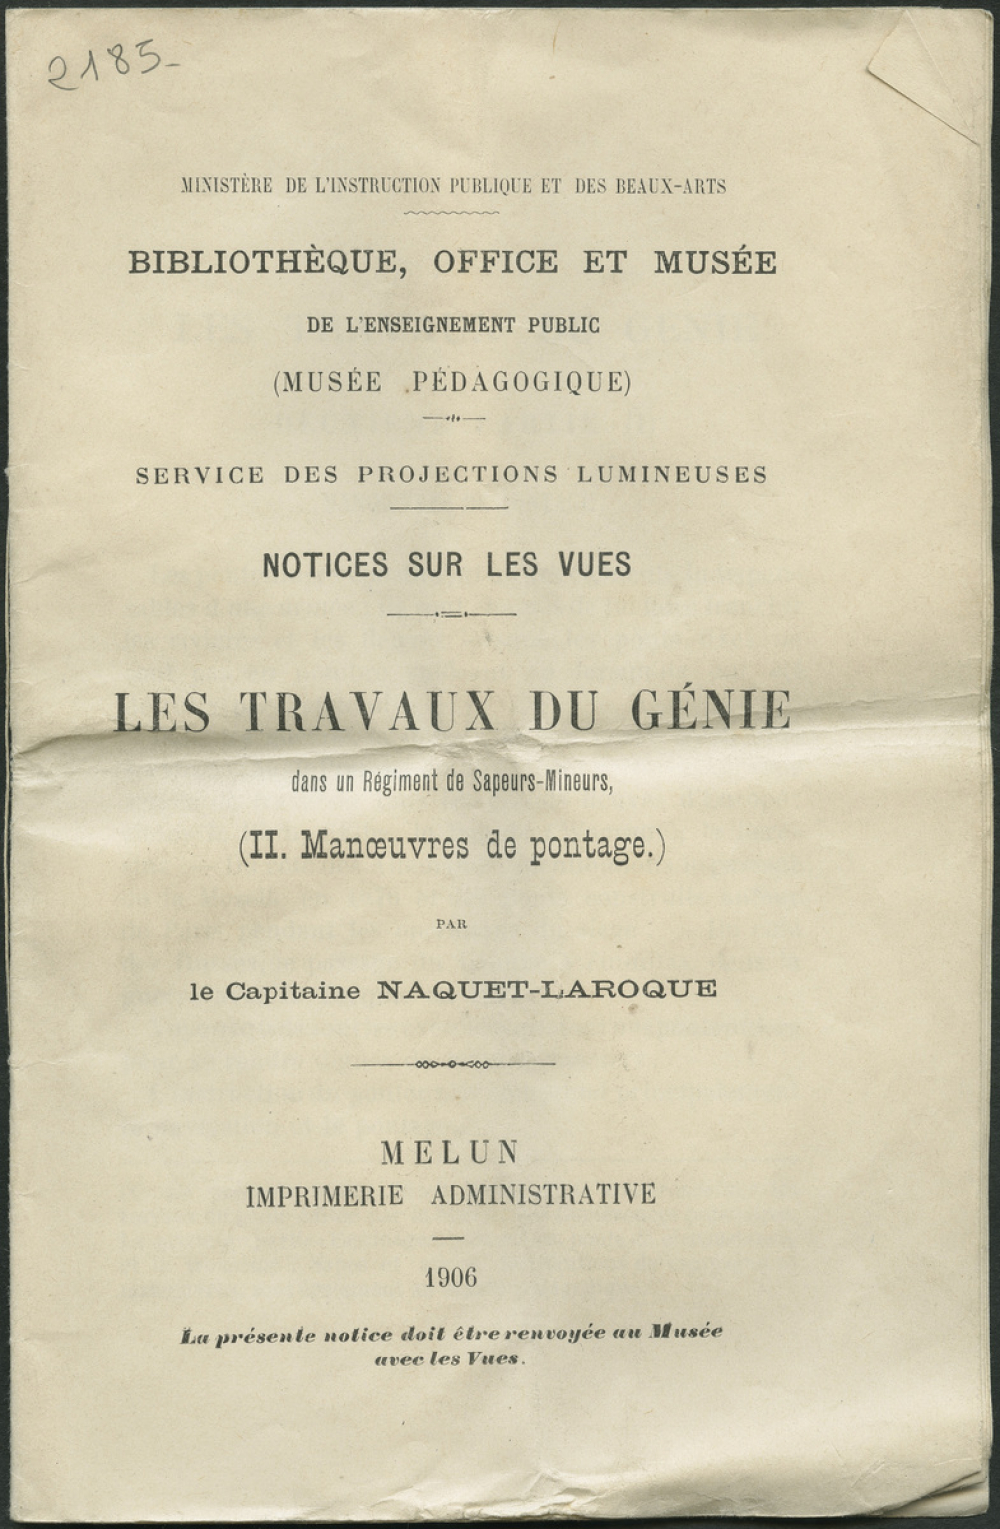 2185-
MINISTÈRE DE L'INSTRUCTION PUBLIQUE ET DES BEAUX-ARTS
BIBLIOTHÈQUE, OFFICE ET MUSÉE
DE L'ENSEIGNEMENT PUBLIC
(MUSÉE PÉDAGOGIQUE)
SERVICE DES PROJECTIONS LUMINEUSES
NOTICES SUR LES VUES
LES TRAVAUX DU GÉNIE
dans un Régiment de Sapeurs-Mineurs,
(II. Manœuvres de pontage.)
PAR
le Capitaine NAQUET-LAROQUE
MELUN
IMPRIMERIE ADMINISTRATIVE
1906
La présente notice doit être renvoyée au Musée
avec les Vues.